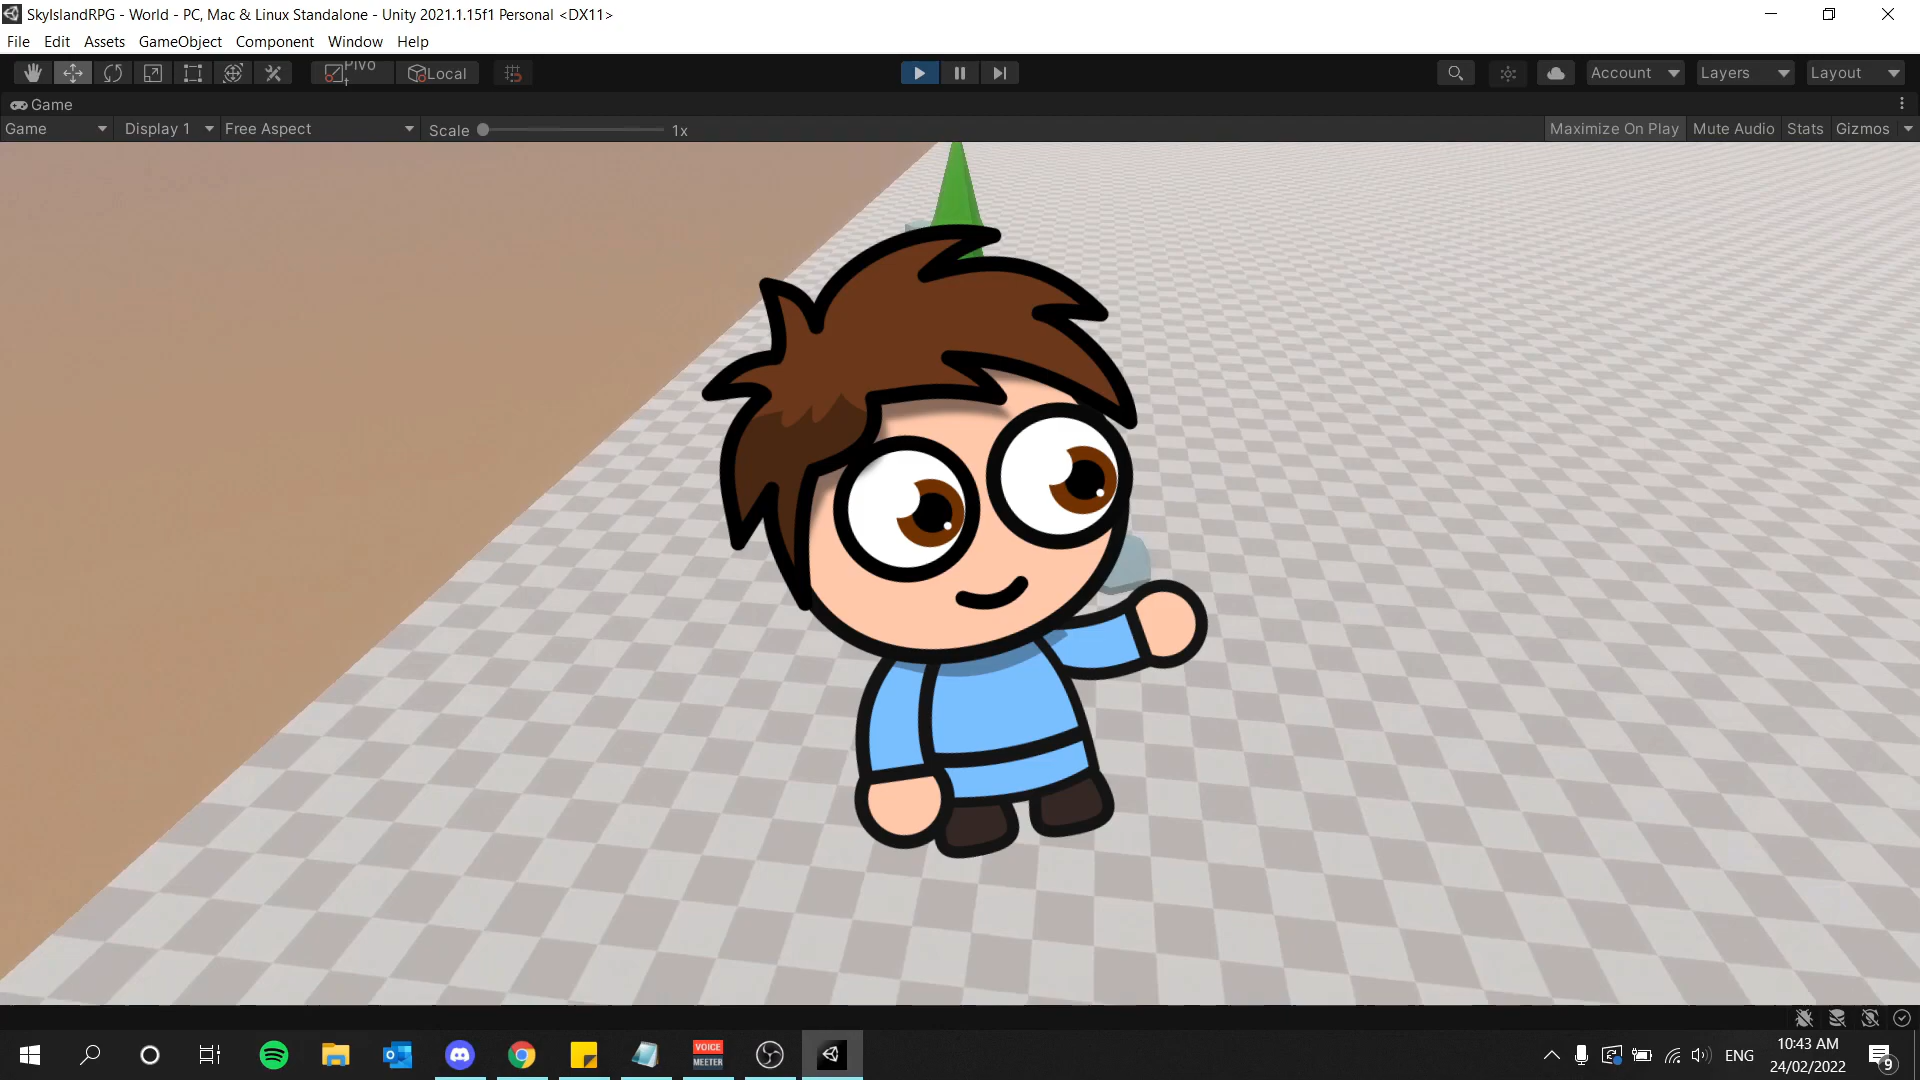 SkyIslandRPG - World - PC, Mac & Linux Standalone - Unity 2021.1.15f1 Personal <DX11>
File Edit Assets GameObject Component Window Help
Pivot Local Account Layers Layout
Game
Game Display 1 Free Aspect Scale 1x Maximize On Play Mute Audio Stats Gizmos
VOICE
MEETER
ENG
10:43 AM
24/02/2022
9